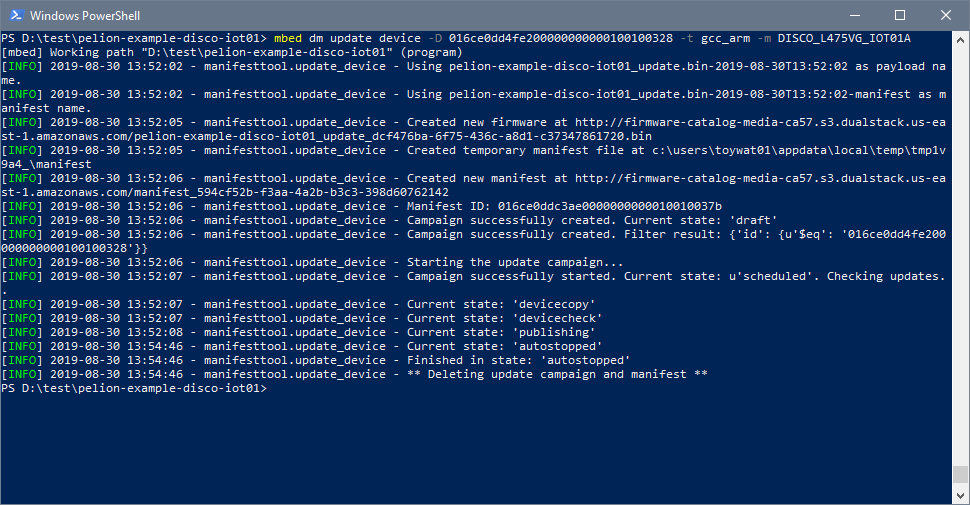 Windows PowerShell
PS D:\test\pelion-example-disco-iot01> mbed dm update device -D 016ce0dd4fe200000000000100100328 -t gcc_arm -m DISCO_L475VG_IOT01A
[mbed] Working path "D:\test\pelion-example-disco-iot01" (program)
[INFO] 2019-08-30 13:52:02 - manifesttool.update_device - Using pelion-example-disco-iot01_update.bin-2019-08-30T13:52:02 as payload na
me.
[INFO] 2019-08-30 13:52:02 - manifesttool.update_device - Using pelion-example-disco-iot01_update.bin-2019-08-30T13:52:02-manifest as m
anifest name.
[INFO] 2019-08-30 13:52:05 - manifesttool.update_device - Created new firmware at http://firmware-catalog-media-ca57.s3.dualstack.us-ea
st-1.amazonaws.com/pelion-example-disco-iot01_update_dcf476ba-6f75-436c-a8d1-c37347861720.bin
[INFO] 2019-08-30 13:52:05 - manifesttool.update_device - Created temporary manifest file at c:\users\toywat01\appdata\local\temp\tmp1v
9a4_\manifest
[INFO] 2019-08-30 13:52:06 - manifesttool.update_device - Created new manifest at http://firmware-catalog-media-ca57.s3.dualstack.us-ea
st-1.amazonaws.com/manifest_594cf52b-f3aa-4a2b-b3c3-398d60762142
[INFO] 2019-08-30 13:52:06 - manifesttool.update_device - Manifest ID: 016ce0ddc3ae0000000000010010037b
[INFO] 2019-08-30 13:52:06 - manifesttool.update_device - Campaign successfully created. Current state: 'draft'
[INFO] 2019-08-30 13:52:06 - manifesttool.update_device - Campaign successfully created. Filter result: {'id': {u'$eq': '016ce0dd4fe200
000000000100100328'}}
[INFO] 2019-08-30 13:52:06 - manifesttool.update_device - Starting the update campaign...
[INFO] 2019-08-30 13:52:07 - manifesttool.update_device - Campaign successfully started. Current state: u'scheduled'. Checking updates.
.
[INFO] 2019-08-30 13:52:07 - manifesttool.update_device - Current state: 'devicecopy'
[INFO] 2019-08-30 13:52:07 - manifesttool.update_device - Current state: 'devicecheck'
[INFO] 2019-08-30 13:52:08 - manifesttool.update_device - Current state: 'publishing'
[INFO] 2019-08-30 13:54:46 - manifesttool.update_device - Current state: 'autostopped'
[INFO] 2019-08-30 13:54:46 - manifesttool.update_device - Finished in state: 'autostopped'
[INFO] 2019-08-30 13:54:46 - manifesttool.update_device - ** Deleting update campaign and manifest **
PS D:\test\pelion-example-disco-iot01>